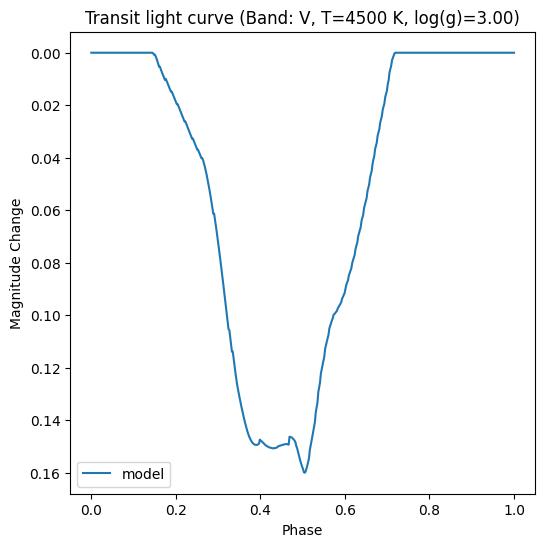 Transit light curve (Band: V, T=4500 K, log(g)=3.00)
Magnitude Change
0.00
0.02
0.04
0.06
0.08
0.10
0.12
0.14
0.16
model
0.0 0.2 0.4 0.6 0.8 1.0
Phase